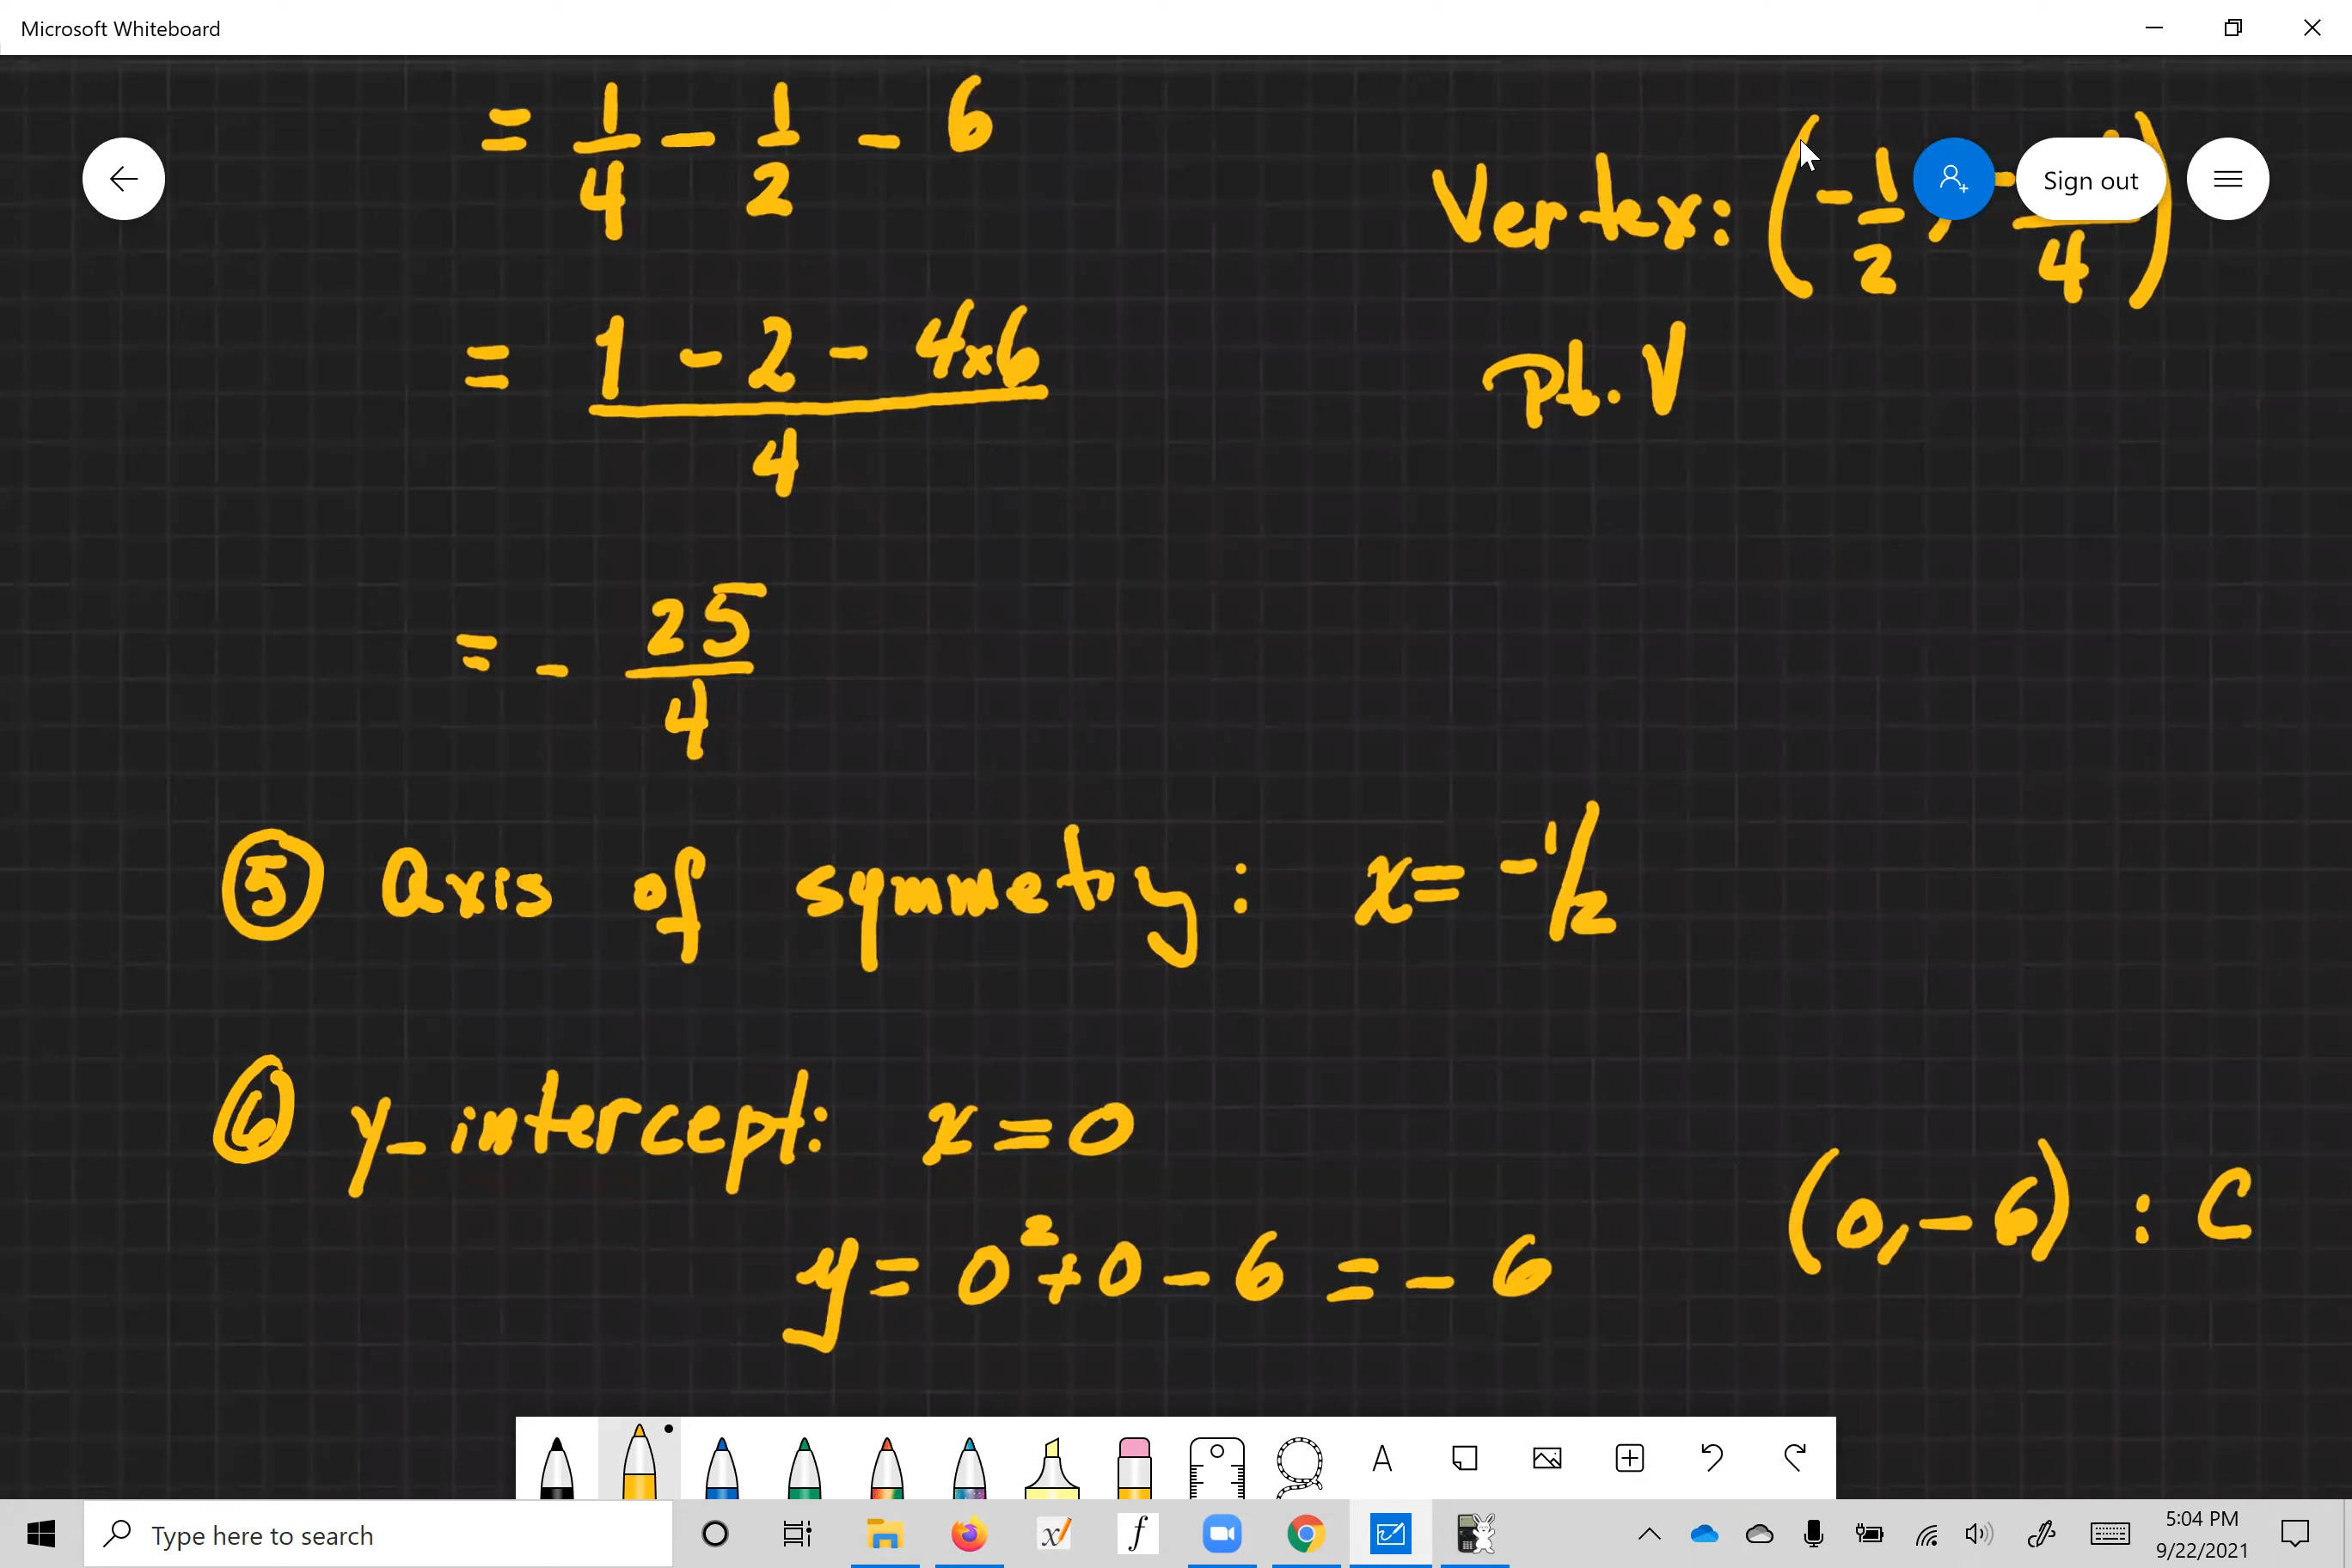 Microsoft Whiteboard
= 1/4 - 1/2 - 6
Vertex: (-1/2, - /4)
Sign out
= (1 - 2 - 4x6)/4
pt. V
= - 25/4
⑤ Axis of symmetry: x = -1/2
⑥ y-intercept: x = 0
(0, -6) : C
y = 0² + 0 - 6 = - 6
Type here to search
5:04 PM
9/22/2021